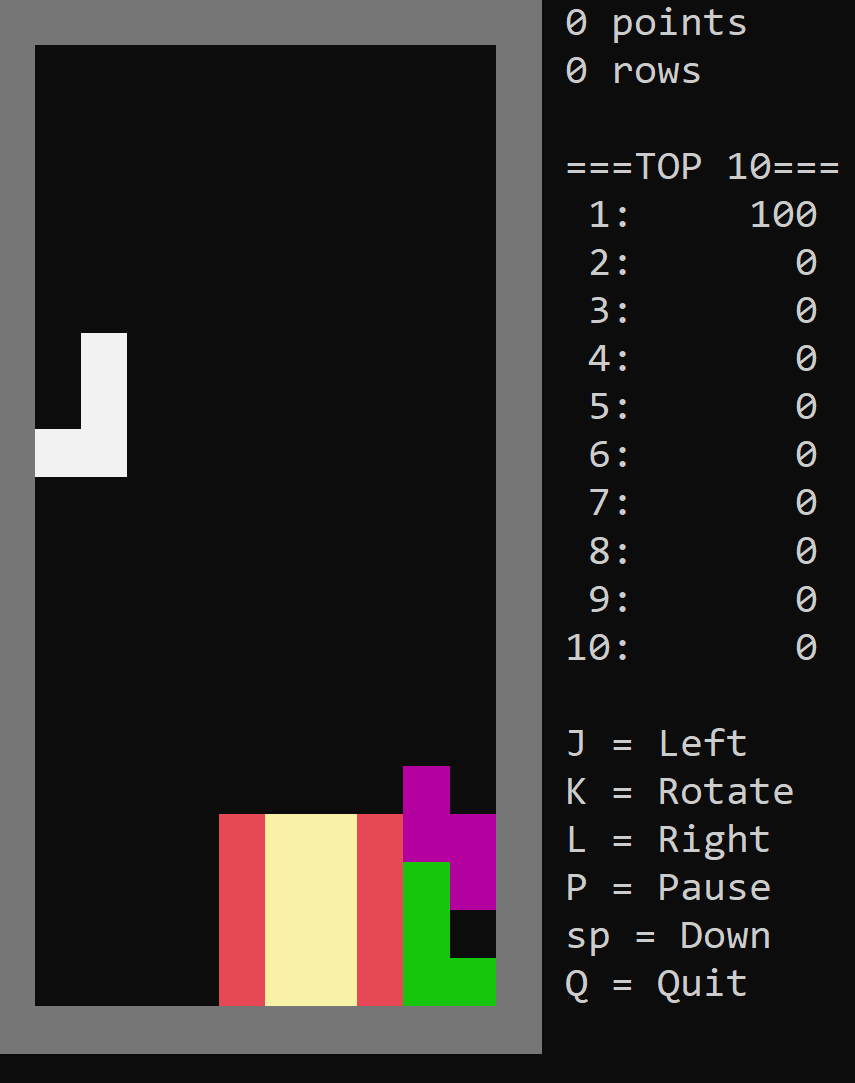 0 points
0 rows
===TOP 10===
1: 100
2: 0
3: 0
4: 0
5: 0
6: 0
7: 0
8: 0
9: 0
10: 0
J = Left
K = Rotate
L = Right
P = Pause
sp = Down
Q = Quit